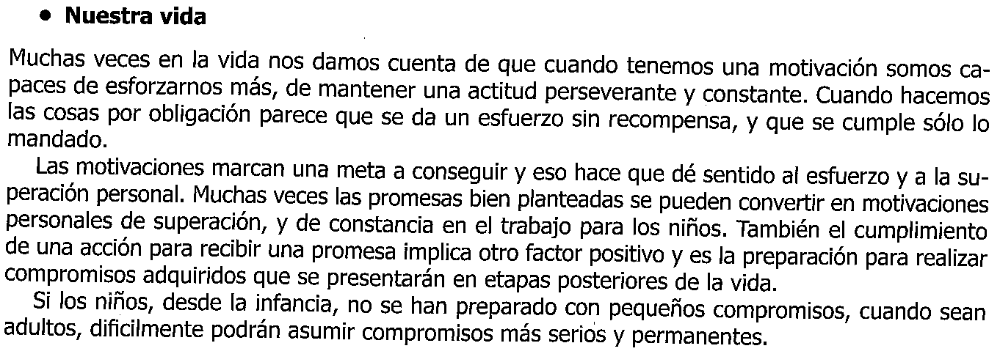 • Nuestra vida
Muchas veces en la vida nos damos cuenta de que cuando tenemos una motivación somos ca-
paces de esforzarnos más, de mantener una actitud perseverante y constante. Cuando hacemos
las cosas por obligación parece que se da un esfuerzo sin recompensa, y que se cumple sólo lo
mandado.
Las motivaciones marcan una meta a conseguir y eso hace que dé sentido al esfuerzo y a la su-
peración personal. Muchas veces las promesas bien planteadas se pueden convertir en motivaciones
personales de superación, y de constancia en el trabajo para los niños. También el cumplimiento
de una acción para recibir una promesa implica otro factor positivo y es la preparación para realizar
compromisos adquiridos que se presentarán en etapas posteriores de la vida.
Si los niños, desde la infancia, no se han preparado con pequeños compromisos, cuando sean
adultos, dificilmente podrán asumir compromisos más serios y permanentes.